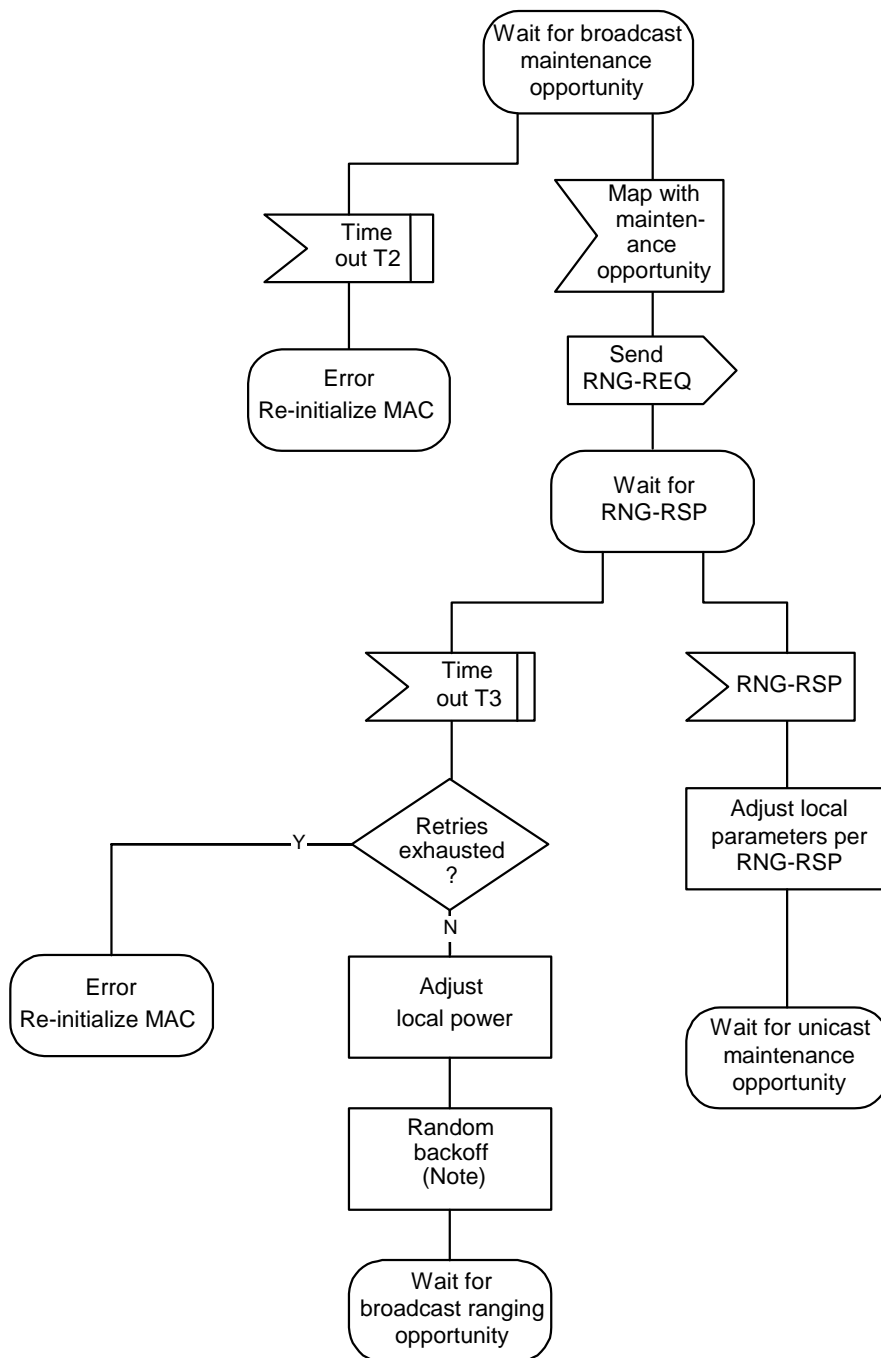 Wait for broadcast
maintenance
opportunity
Time
out T2
Map with
mainten-
ance
opportunity
Error
Re-initialize MAC
Send
RNG-REQ
Wait for
RNG-RSP
Time
out T3
RNG-RSP
Retries
exhausted
?
Y
N
Adjust local
parameters per
RNG-RSP
Error
Re-initialize MAC
Adjust
local power
Wait for unicast
maintenance
opportunity
Random
backoff
(Note)
Wait for
broadcast ranging
opportunity